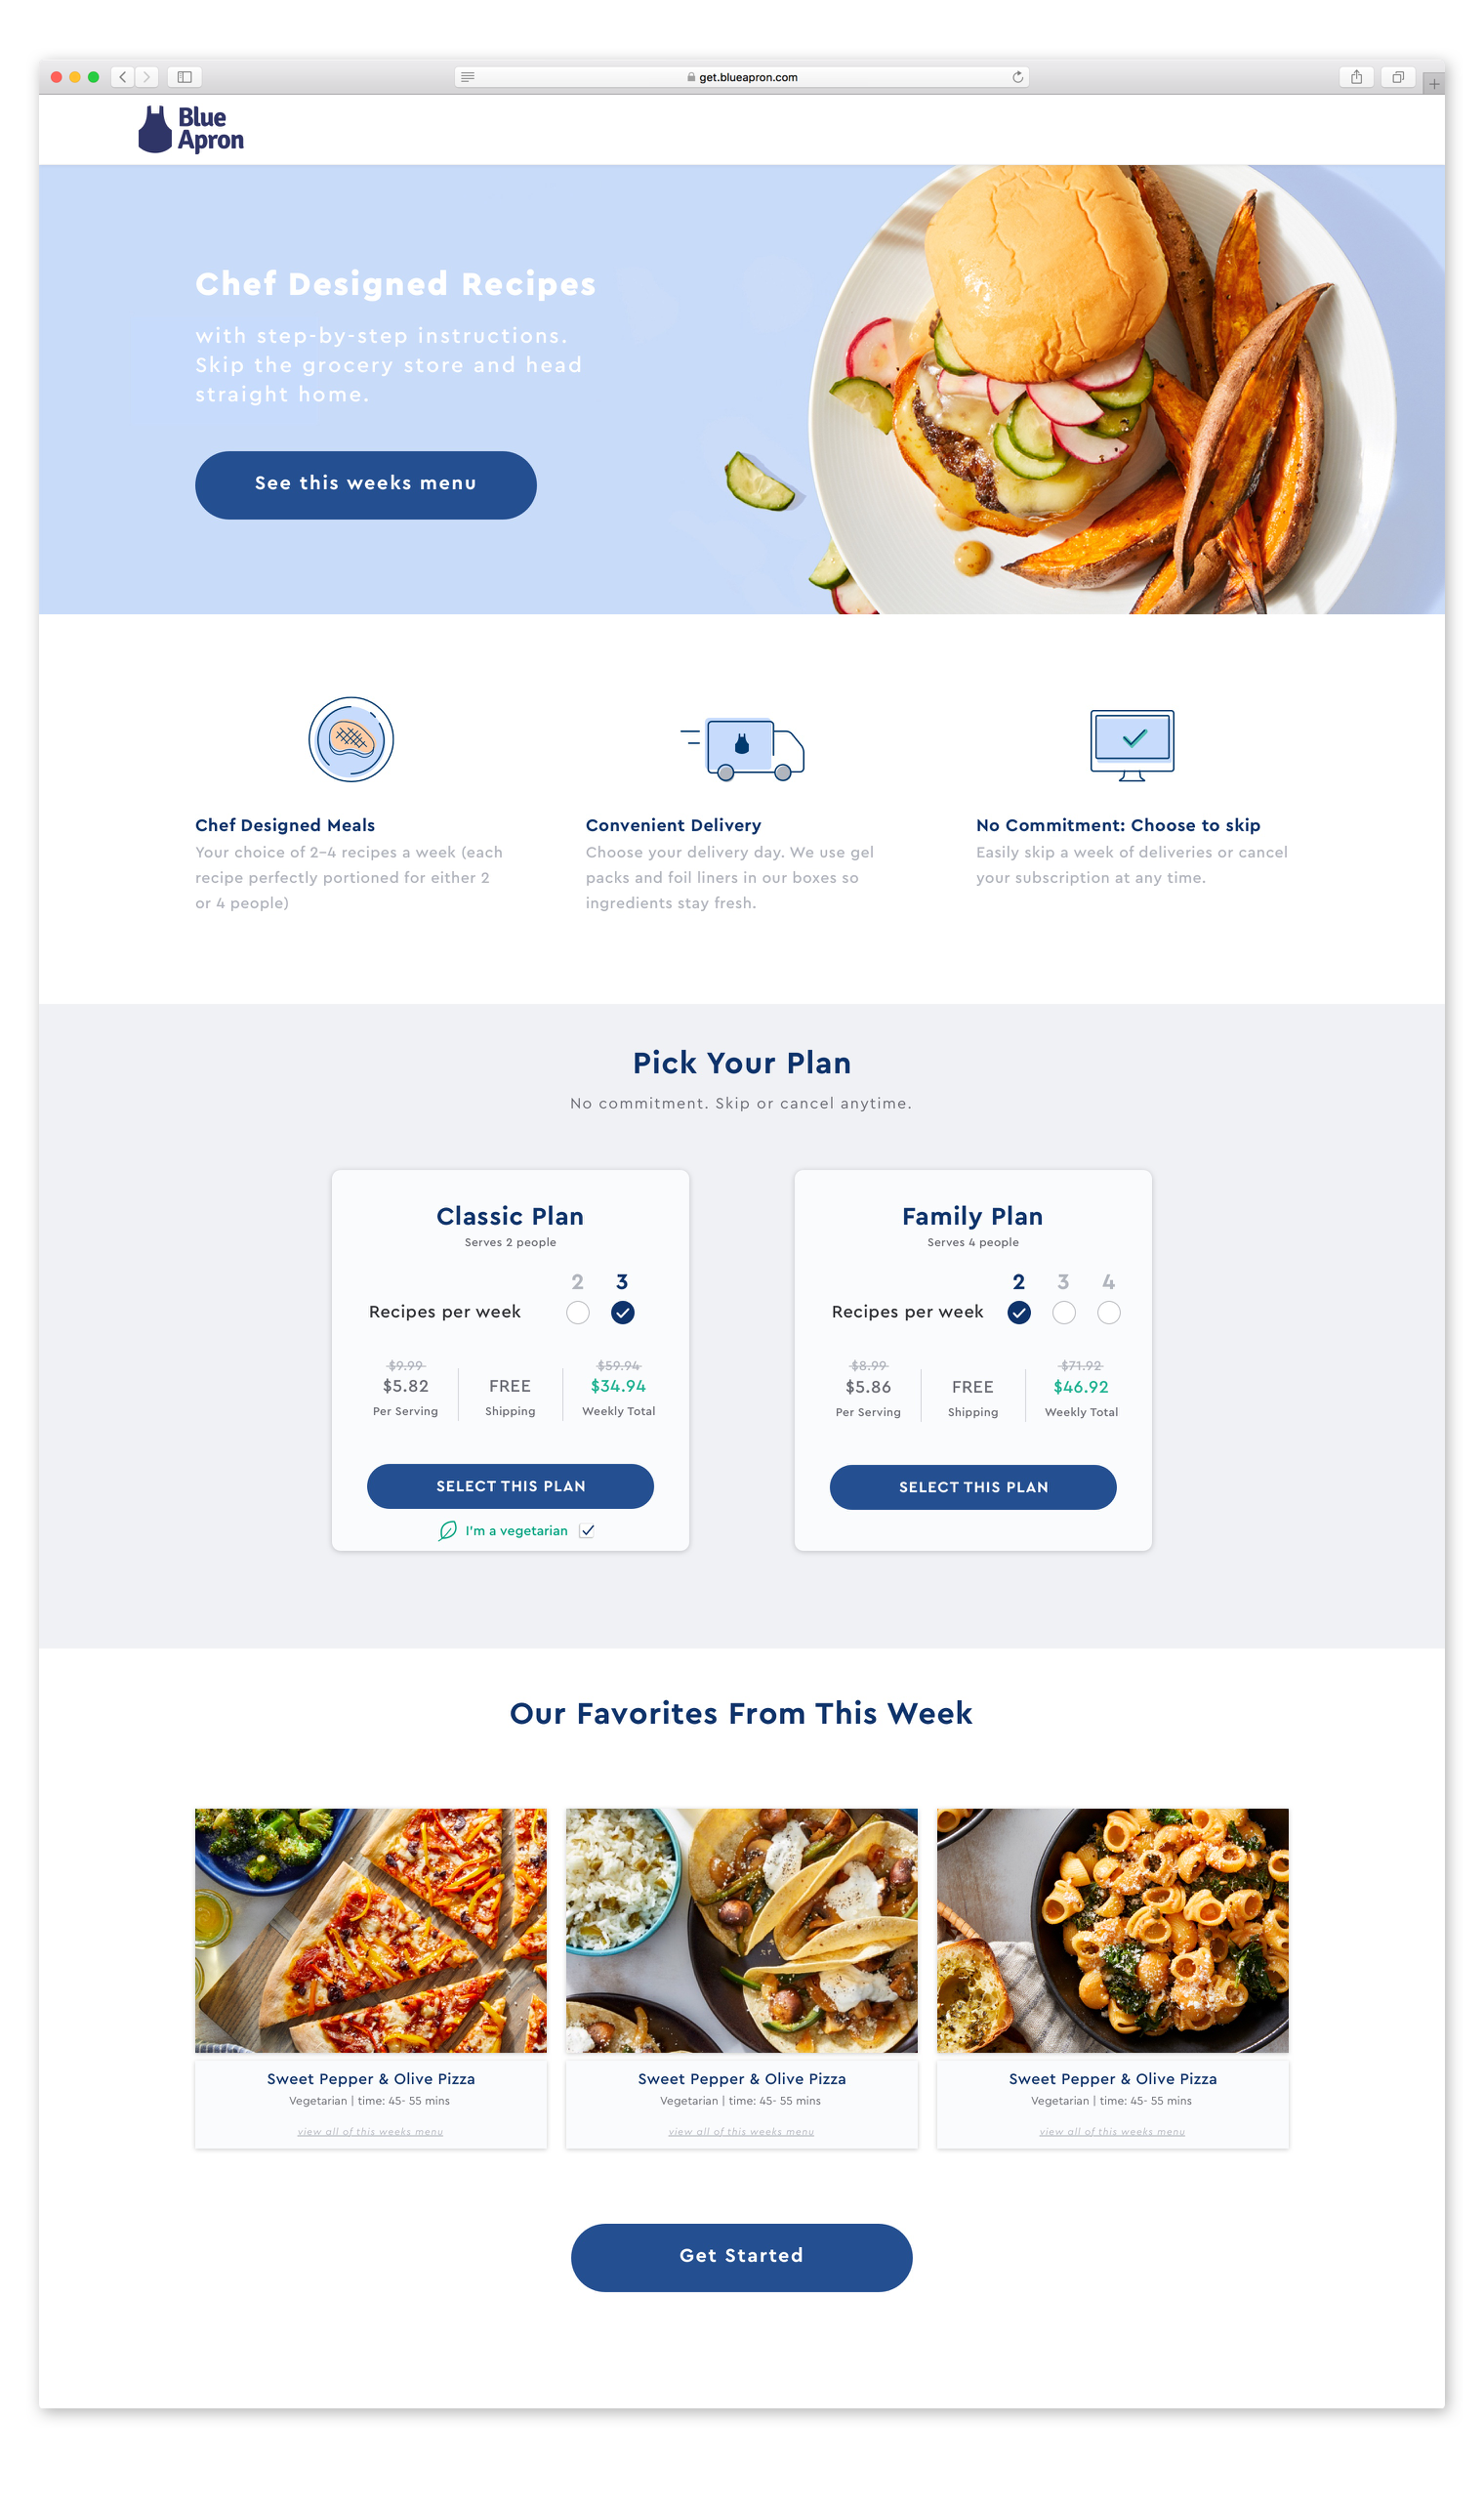 get.blueapron.com
Blue
Apron
Chef Designed Recipes
with step-by-step instructions.
Skip the grocery store and head
straight home.
See this weeks menu
Chef Designed Meals
Your choice of 2-4 recipes a week (each
recipe perfectly portioned for either 2
or 4 people)
Convenient Delivery
Choose your delivery day. We use gel
packs and foil liners in our boxes so
ingredients stay fresh.
No Commitment: Choose to skip
Easily skip a week of deliveries or cancel
your subscription at any time.
Pick Your Plan
No commitment. Skip or cancel anytime.
Classic Plan
Serves 2 people
2 3
Recipes per week
$9.99 $59.94
$5.82 FREE $34.94
Per Serving Shipping Weekly Total
SELECT THIS PLAN
I'm a vegetarian
Family Plan
Serves 4 people
2 3 4
Recipes per week
$8.99 $71.92
$5.86 FREE $46.92
Per Serving Shipping Weekly Total
SELECT THIS PLAN
Our Favorites From This Week
Sweet Pepper & Olive Pizza
Vegetarian | time: 45- 55 mins
view all of this weeks menu
Sweet Pepper & Olive Pizza
Vegetarian | time: 45- 55 mins
view all of this weeks menu
Sweet Pepper & Olive Pizza
Vegetarian | time: 45- 55 mins
view all of this weeks menu
Get Started